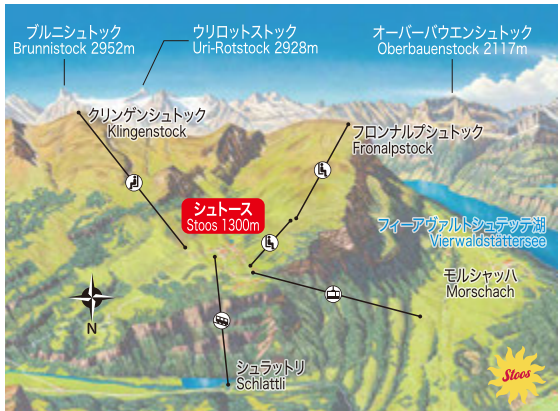 ブルニシュトック
Brunnistock 2952m
ウリロットストック
Uri-Rotstock 2928m
オーバーバウエンシュトック
Oberbauenstock 2117m
クリンゲンシュトック
Klingenstock
フロンナルプシュトック
Fronalpstock
シュトース
Stoos 1300m
フィーアヴァルトシュテッテ湖
Vierwaldstättersee
モルシャッハ
Morschach
N
シュラットリ
Schlattli
Stoos